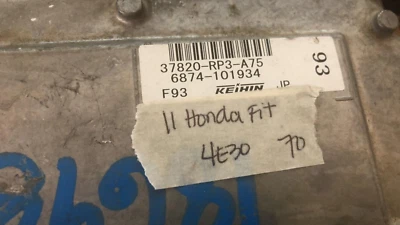 37820-RP3-A75
6874-101934
F93 KEIHIN JP
93
11 Honda Fit
4E30 70